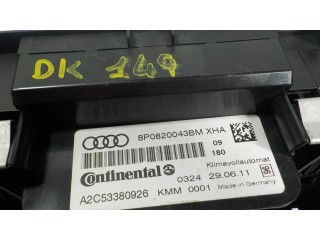 DK 149
8P0820043BM XHA
09
180
Klimavollautomat
Continental 0324 29.06.11
A2C53380926 KMM 0001 Made in Germany